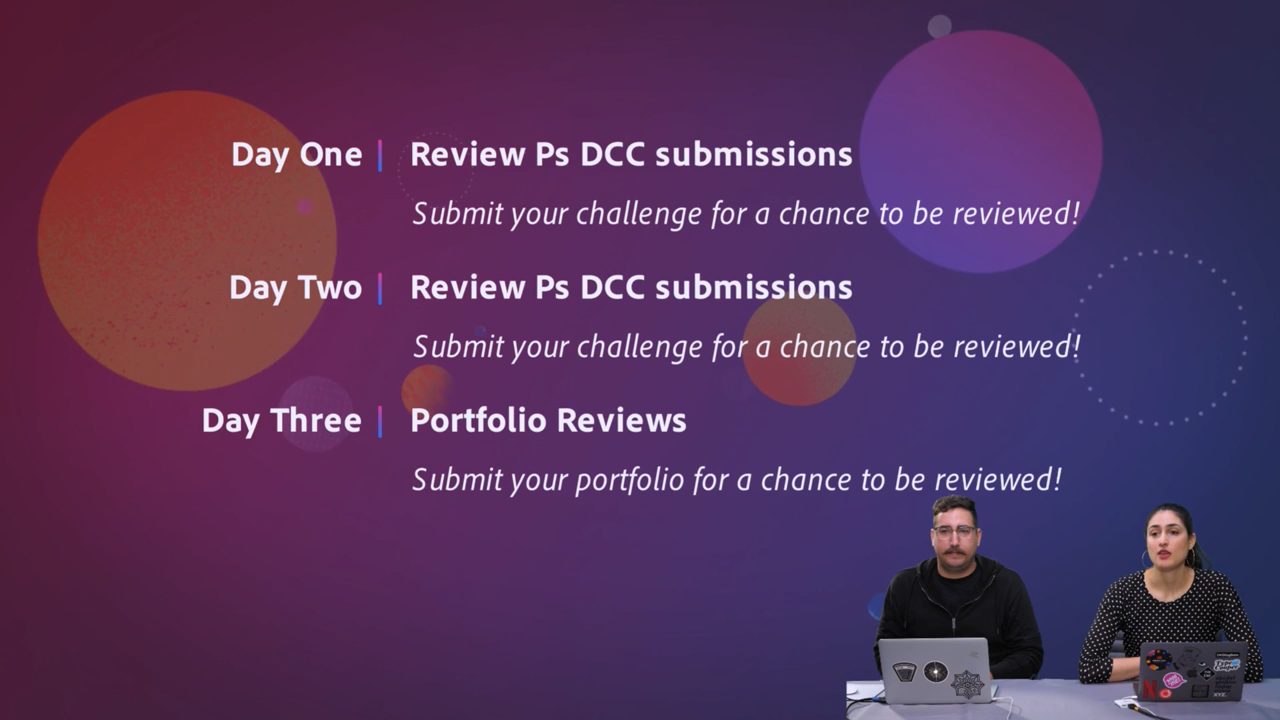 Day One | Review Ps DCC submissions
Submit your challenge for a chance to be reviewed!
Day Two | Review Ps DCC submissions
Submit your challenge for a chance to be reviewed!
Day Three | Portfolio Reviews
Submit your portfolio for a chance to be reviewed!
XYZ